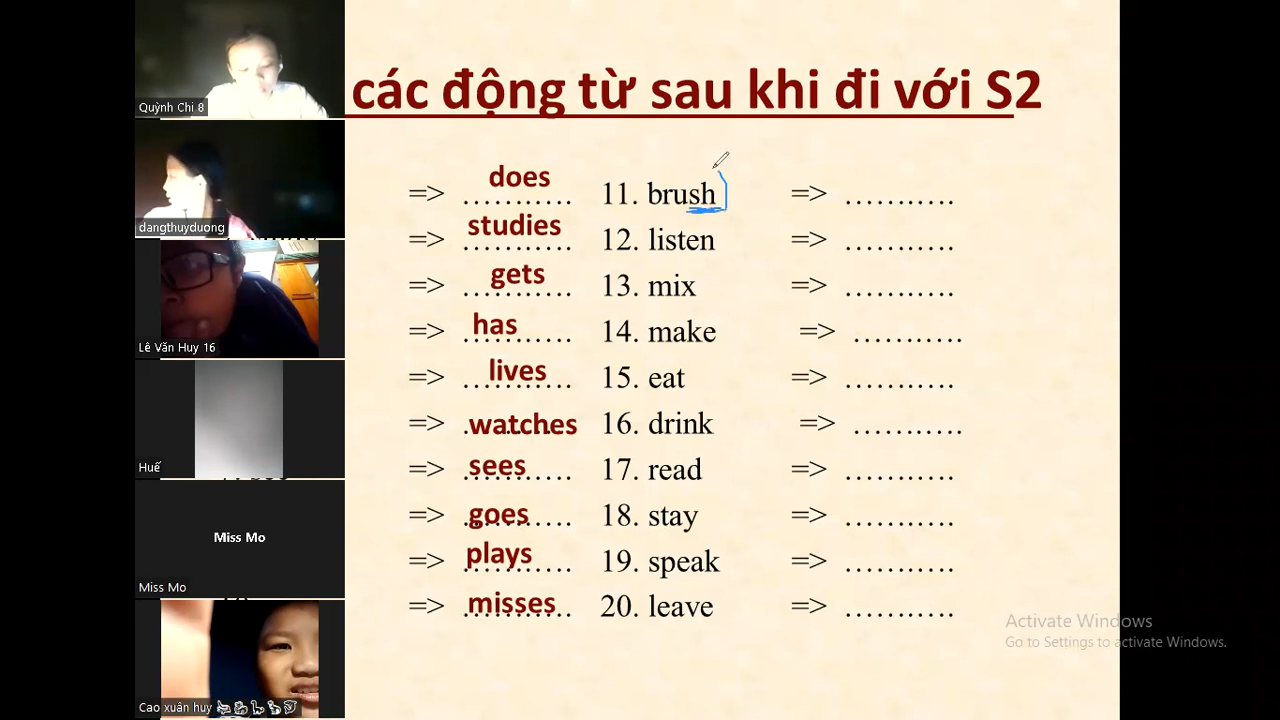 các động từ sau khi đi với S2
=> does ........... 11. brush => ...........
=> studies ........... 12. listen => ...........
=> gets ........... 13. mix => ...........
=> has ........... 14. make => ...........
=> lives ........... 15. eat => ...........
=> watches ........... 16. drink => ...........
=> sees ........... 17. read => ...........
=> goes ........... 18. stay => ...........
=> plays ........... 19. speak => ...........
=> misses ........... 20. leave => ...........
Quỳnh Chi 8
dangthuyduong
Lê Văn Huy 16
Huế
Miss Mo
Miss Mo
Cao xuân huy
Activate Windows
Go to Settings to activate Windows.